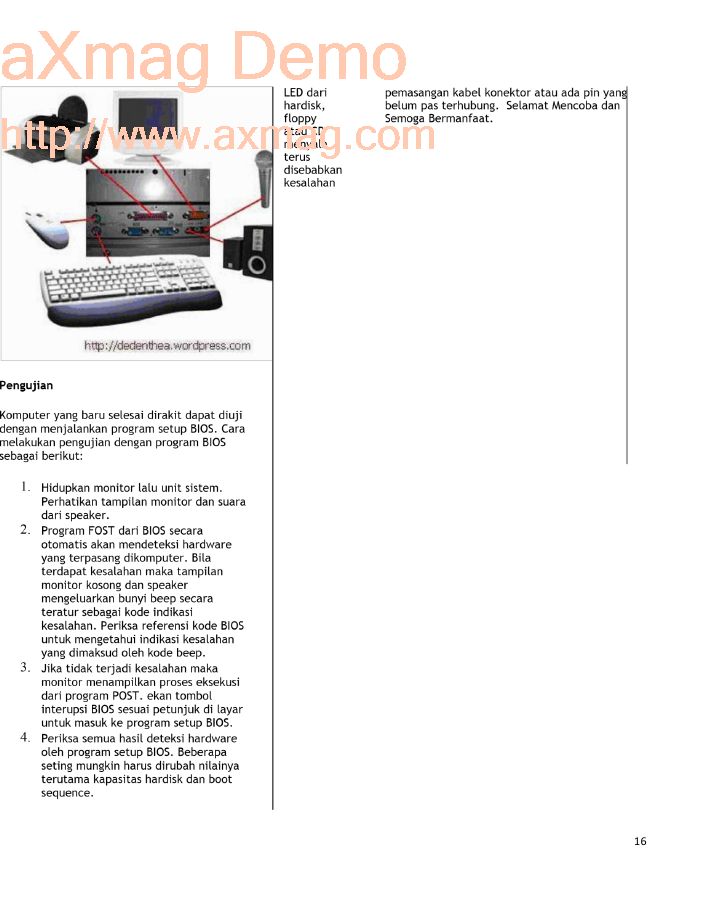 aXmag Demo
http://www.axmag.com
http://dedenthea.wordpress.com
Pengujian
Komputer yang baru selesai dirakit dapat diuji
dengan menjalankan program setup BIOS. Cara
melakukan pengujian dengan program BIOS
sebagai berikut:
1. Hidupkan monitor lalu unit sistem.
Perhatikan tampilan monitor dan suara
dari speaker.
2. Program FOST dari BIOS secara
otomatis akan mendeteksi hardware
yang terpasang dikomputer. Bila
terdapat kesalahan maka tampilan
monitor kosong dan speaker
mengeluarkan bunyi beep secara
teratur sebagai kode indikasi
kesalahan. Periksa referensi kode BIOS
untuk mengetahui indikasi kesalahan
yang dimaksud oleh kode beep.
3. Jika tidak terjadi kesalahan maka
monitor menampilkan proses eksekusi
dari program POST. ekan tombol
interupsi BIOS sesuai petunjuk di layar
untuk masuk ke program setup BIOS.
4. Periksa semua hasil deteksi hardware
oleh program setup BIOS. Beberapa
seting mungkin harus dirubah nilainya
terutama kapasitas hardisk dan boot
sequence.
LED dari
hardisk,
floppy
atau CD
menyala
terus
disebabkan
kesalahan
pemasangan kabel konektor atau ada pin yang
belum pas terhubung. Selamat Mencoba dan
Semoga Bermanfaat.
16